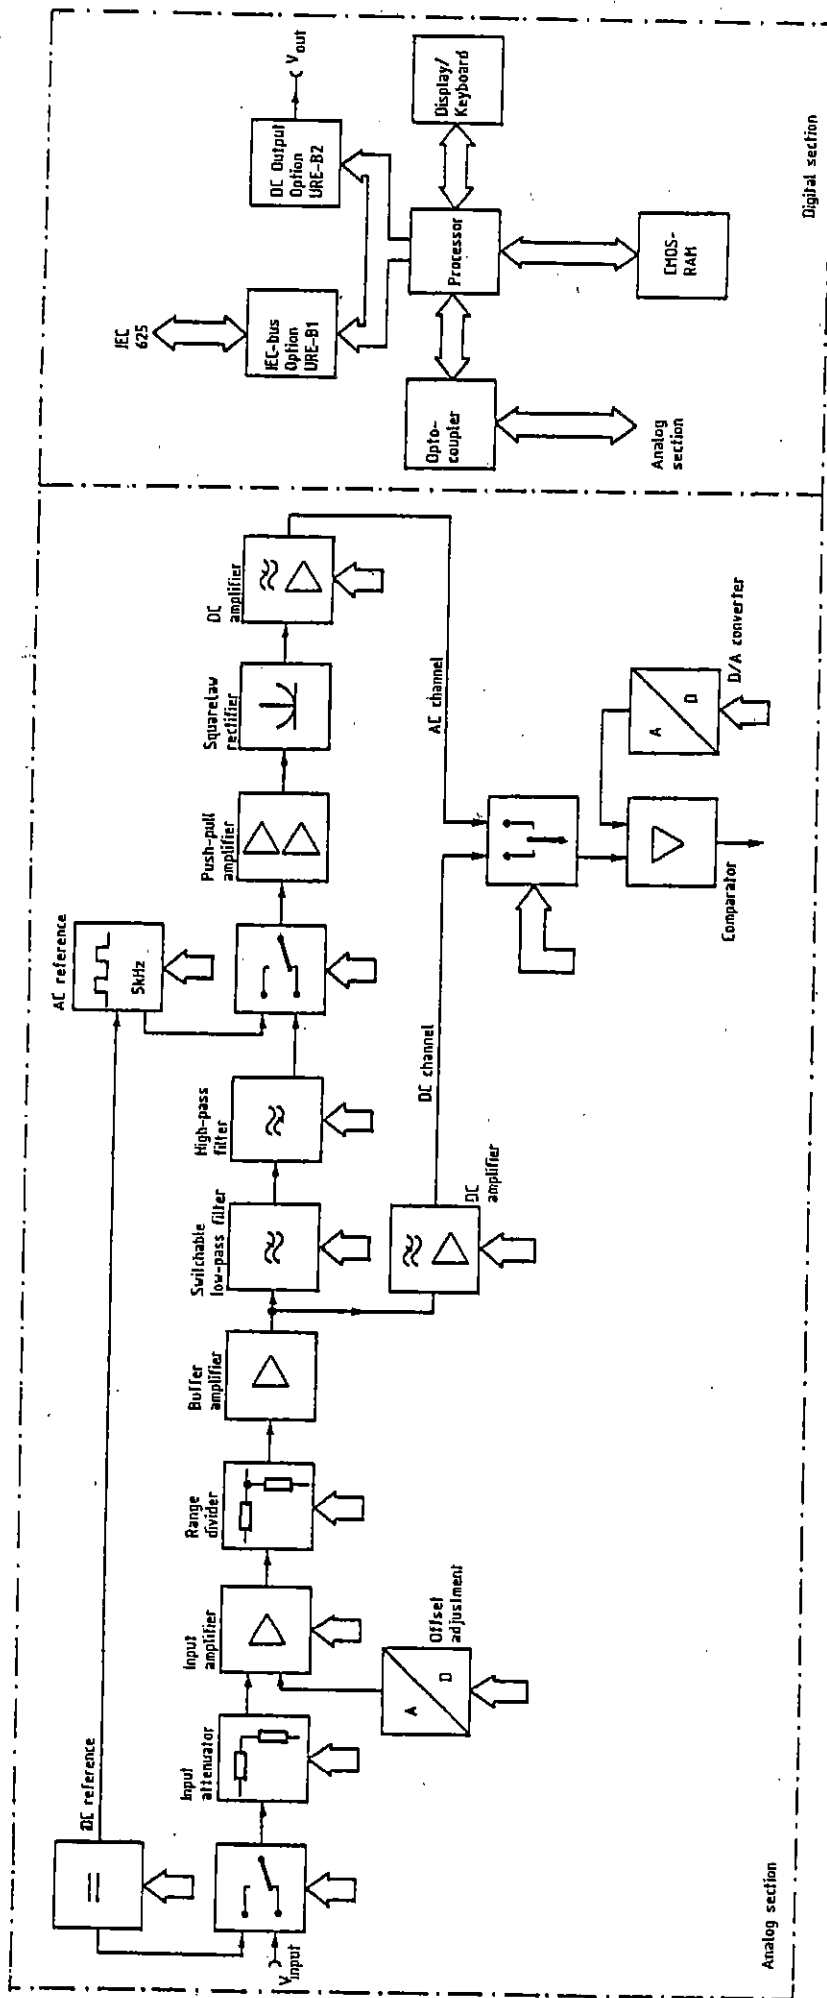 DC reference
AC reference
5kHz
Vinput
Input
attenuator
Input
amplifier
Range
divider
Buffer
amplifier
Switchable
low-pass filter
High-pass
filter
Push-pull
amplifier
Squarelaw
rectifier
DC
amplifier
A
D
Offset
adjustment
DC
amplifier
DC channel
AC channel
A
D
D/A converter
Comparator
Analog section
IEC
625
IEC-bus
Option
URE-B1
DC Output
Option
URE-B2
Vout
Opto-
coupter
Processor
Display/
Keyboard
Analog
section
CMOS-
RAM
Digital section